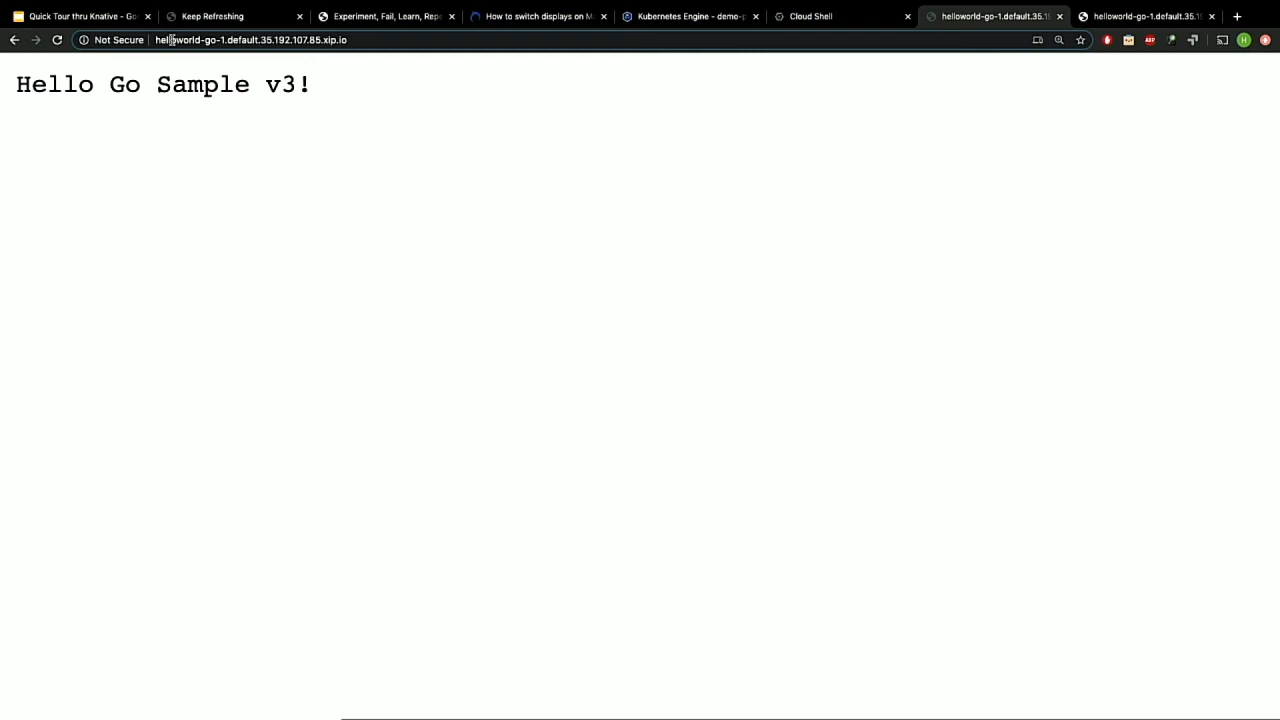 Quick Tour thru Knative - Go
Keep Refreshing
Experiment, Fail, Learn, Rep
How to switch displays on M
Kubernetes Engine - demo-p
Cloud Shell
helloworld-go-1.default.35.1
helloworld-go-1.default.35.1
Not Secure
helloworld-go-1.default.35.192.107.85.xip.io
ABP
H
Hello Go Sample v3!